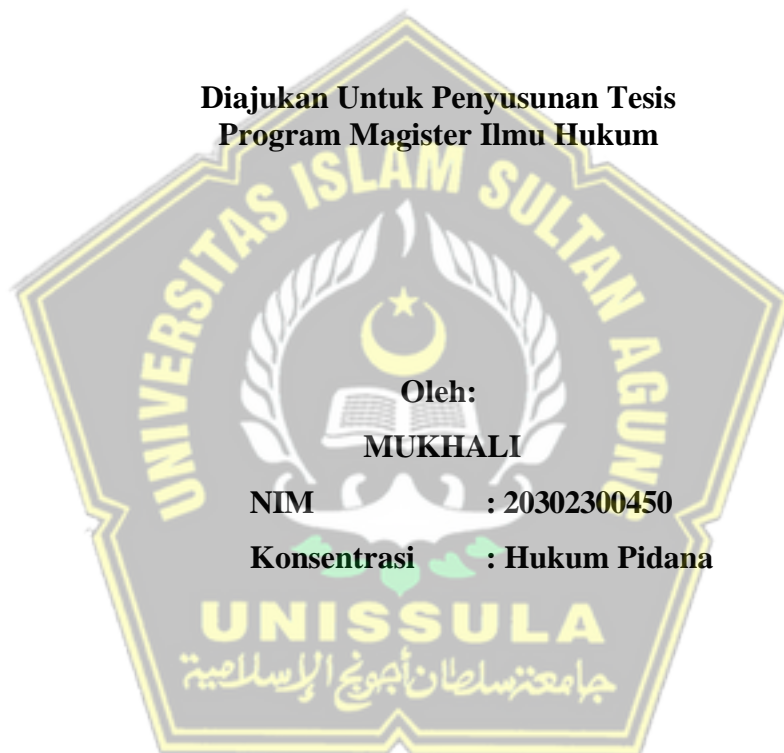 Diajukan Untuk Penyusunan Tesis
Program Magister Ilmu Hukum
UNIVERSITAS ISLAM SULTAN AGUNG
Oleh:
MUKHALI
NIM : 20302300450
Konsentrasi : Hukum Pidana
UNISSULA
جامعة سلطان أجونج الإسلامية